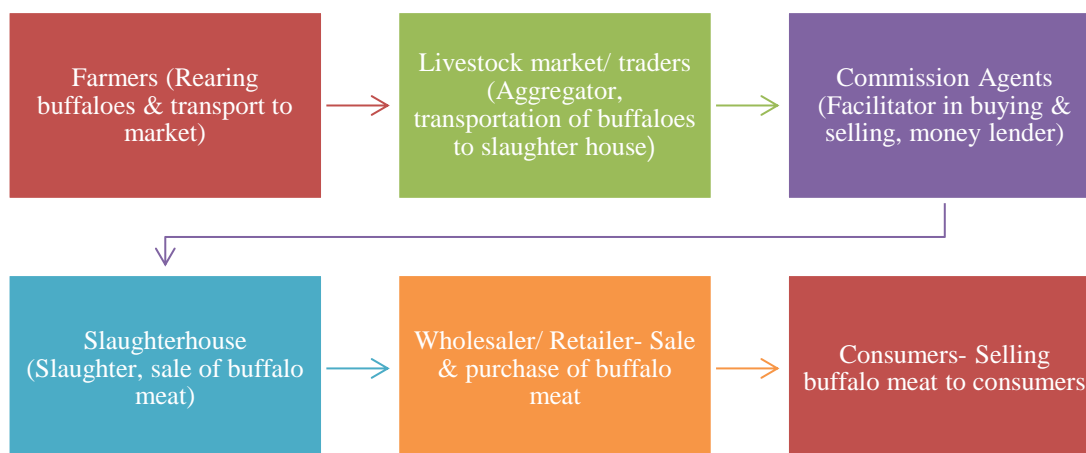 Farmers (Rearing
buffaloes & transport to
market)
Livestock market/ traders
(Aggregator,
transportation of buffaloes
to slaughter house)
Commission Agents
(Facilitator in buying &
selling, money lender)
Slaughterhouse
(Slaughter, sale of buffalo
meat)
Wholesaler/ Retailer- Sale
& purchase of buffalo
meat
Consumers- Selling
buffalo meat to consumers